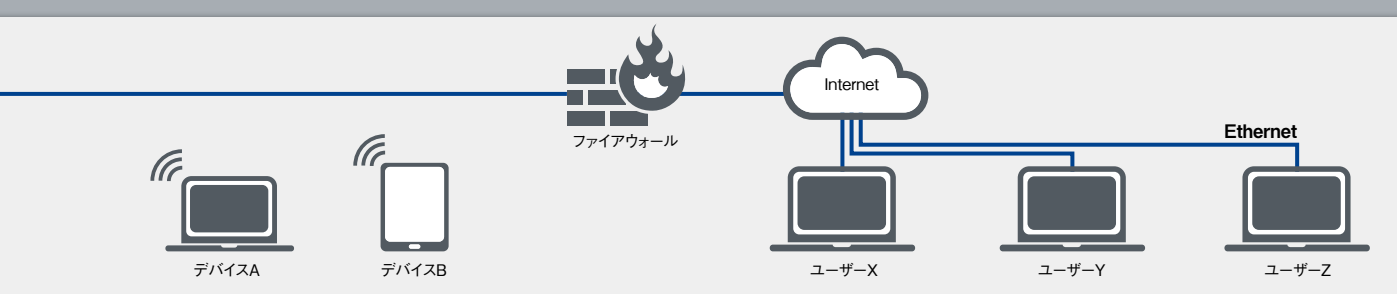 Internet
Ethernet
ファイアウォール
デバイスA
デバイスB
ユーザーX
ユーザーY
ユーザーZ